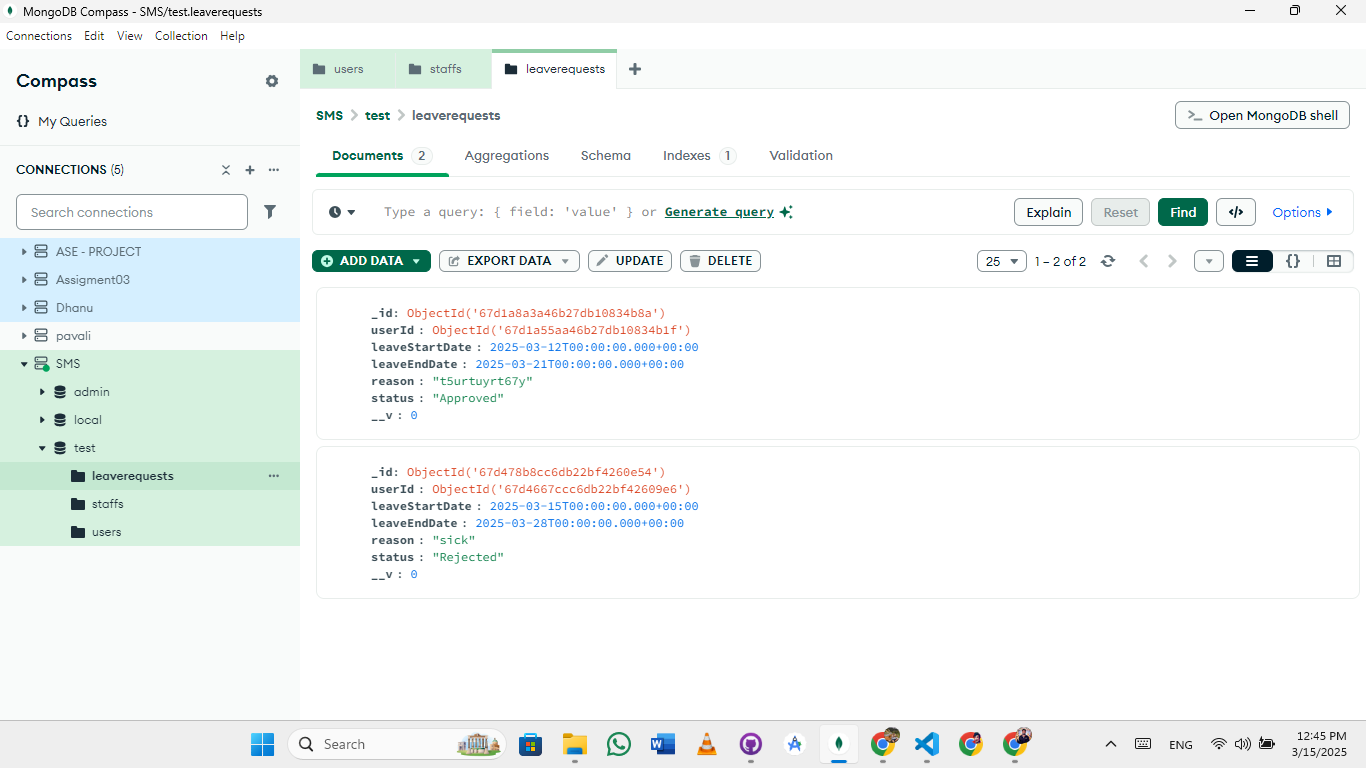 MongoDB Compass - SMS/test.leaverequests
Connections Edit View Collection Help
Compass
{} My Queries
CONNECTIONS (5)
Search connections
ASE - PROJECT
Assigment03
Dhanu
pavali
SMS
admin
local
test
leaverequests
staffs
users
users staffs leaverequests
SMS > test > leaverequests
>_ Open MongoDB shell
Documents 2 Aggregations Schema Indexes 1 Validation
Type a query: { field: 'value' } or Generate query
Explain Reset Find </> Options
ADD DATA EXPORT DATA UPDATE DELETE
25 1 – 2 of 2 {}
_id: ObjectId('67d1a8a3a46b27db10834b8a')
userId : ObjectId('67d1a55aa46b27db10834b1f')
leaveStartDate : 2025-03-12T00:00:00.000+00:00
leaveEndDate : 2025-03-21T00:00:00.000+00:00
reason : "t5urtuyrt67y"
status : "Approved"
__v : 0
_id: ObjectId('67d478b8cc6db22bf4260e54')
userId : ObjectId('67d4667ccc6db22bf42609e6')
leaveStartDate : 2025-03-15T00:00:00.000+00:00
leaveEndDate : 2025-03-28T00:00:00.000+00:00
reason : "sick"
status : "Rejected"
__v : 0
Search
ENG
12:45 PM
3/15/2025